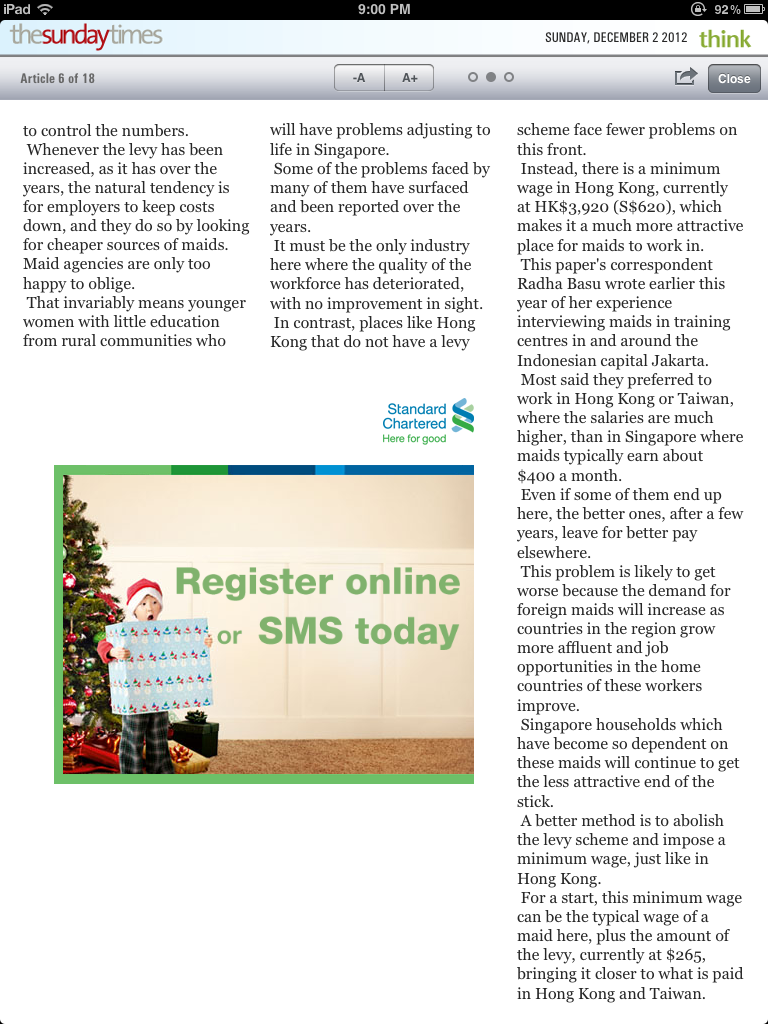 iPad
9:00 PM
92%
thesundaytimes
SUNDAY, DECEMBER 2 2012
think
Article 6 of 18
-A
A+
Close
to control the numbers.
Whenever the levy has been
increased, as it has over the
years, the natural tendency is
for employers to keep costs
down, and they do so by looking
for cheaper sources of maids.
Maid agencies are only too
happy to oblige.
That invariably means younger
women with little education
from rural communities who
will have problems adjusting to
life in Singapore.
Some of the problems faced by
many of them have surfaced
and been reported over the
years.
It must be the only industry
here where the quality of the
workforce has deteriorated,
with no improvement in sight.
In contrast, places like Hong
Kong that do not have a levy
scheme face fewer problems on
this front.
Instead, there is a minimum
wage in Hong Kong, currently
at HK$3,920 (S$620), which
makes it a much more attractive
place for maids to work in.
This paper's correspondent
Radha Basu wrote earlier this
year of her experience
interviewing maids in training
centres in and around the
Indonesian capital Jakarta.
Most said they preferred to
work in Hong Kong or Taiwan,
where the salaries are much
higher, than in Singapore where
maids typically earn about
$400 a month.
Even if some of them end up
here, the better ones, after a few
years, leave for better pay
elsewhere.
This problem is likely to get
worse because the demand for
foreign maids will increase as
countries in the region grow
more affluent and job
opportunities in the home
countries of these workers
improve.
Singapore households which
have become so dependent on
these maids will continue to get
the less attractive end of the
stick.
A better method is to abolish
the levy scheme and impose a
minimum wage, just like in
Hong Kong.
For a start, this minimum wage
can be the typical wage of a
maid here, plus the amount of
the levy, currently at $265,
bringing it closer to what is paid
in Hong Kong and Taiwan.
Standard
Chartered
Here for good
Register online
or SMS today